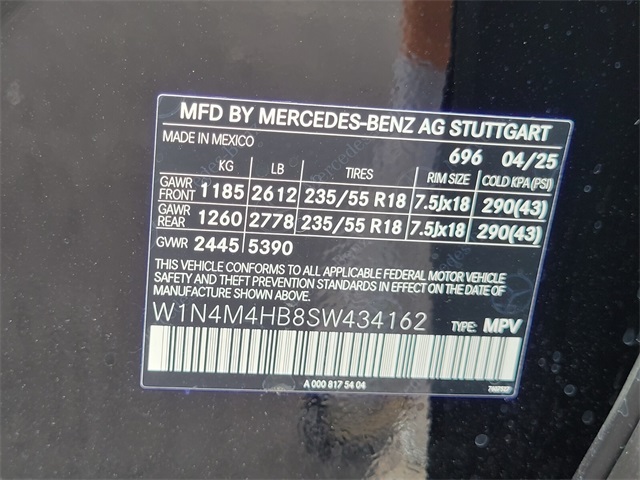 MFD BY MERCEDES-BENZ AG STUTTGART
MADE IN MEXICO
696 04/25
KG LB TIRES RIM SIZE COLD KPA(PSI)
GAWR FRONT 1185 2612 235/55 R18 7.5Jx18 290(43)
GAWR REAR 1260 2778 235/55 R18 7.5Jx18 290(43)
GVWR 2445 5390
THIS VEHICLE CONFORMS TO ALL APPLICABLE FEDERAL MOTOR VEHICLE
SAFETY AND THEFT PREVENTION STANDARDS IN EFFECT ON THE DATE OF
MANUFACTURE SHOWN ABOVE.
W1N4M4HB8SW434162 TYPE: MPV
A 000 817 54 04